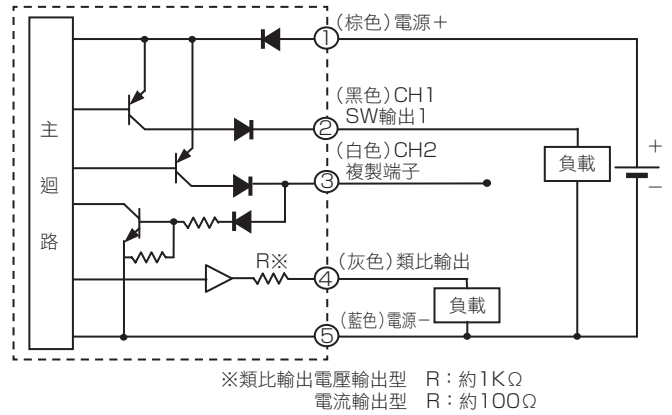 主迴路
①
(棕色)電源+
②
(黑色)CH1
SW輸出1
③
(白色)CH2
複製端子
R※
④
(灰色)類比輸出
⑤
(藍色)電源−
負載
負載
+
−
※類比輸出電壓輸出型 R:約1KΩ
電流輸出型 R:約100Ω